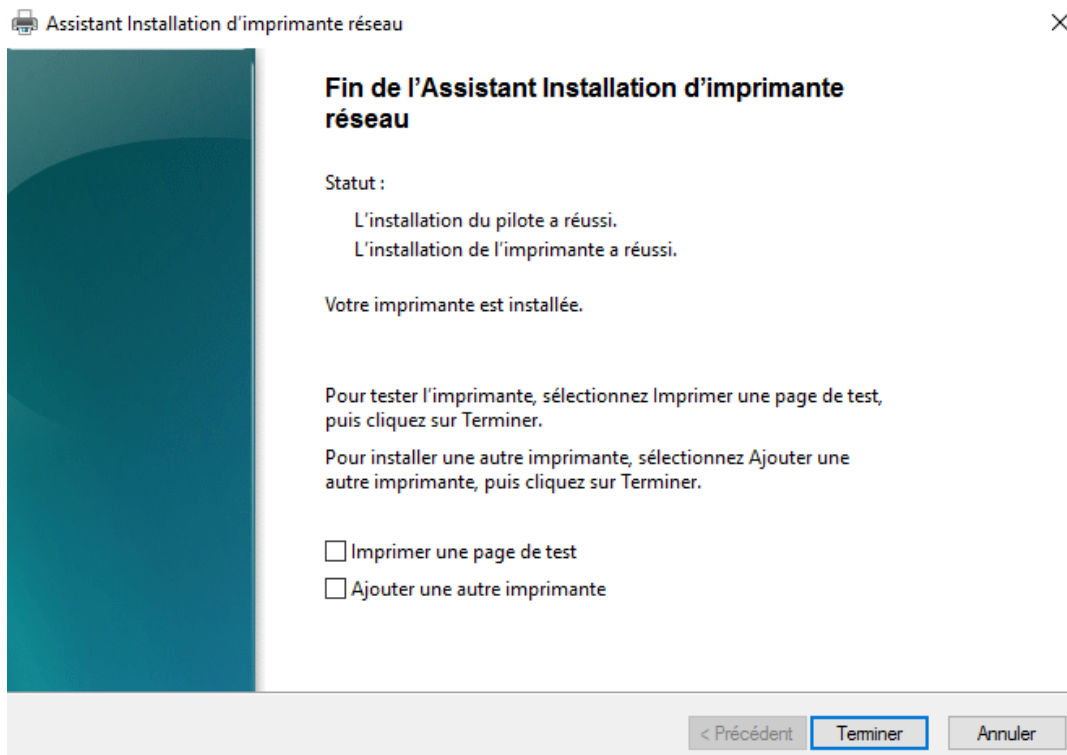 Assistant Installation d’imprimante réseau
Fin de l’Assistant Installation d’imprimante
réseau
Statut :
L’installation du pilote a réussi.
L’installation de l’imprimante a réussi.
Votre imprimante est installée.
Pour tester l’imprimante, sélectionnez Imprimer une page de test,
puis cliquez sur Terminer.
Pour installer une autre imprimante, sélectionnez Ajouter une
autre imprimante, puis cliquez sur Terminer.
Imprimer une page de test
Ajouter une autre imprimante
< Précédent Terminer Annuler